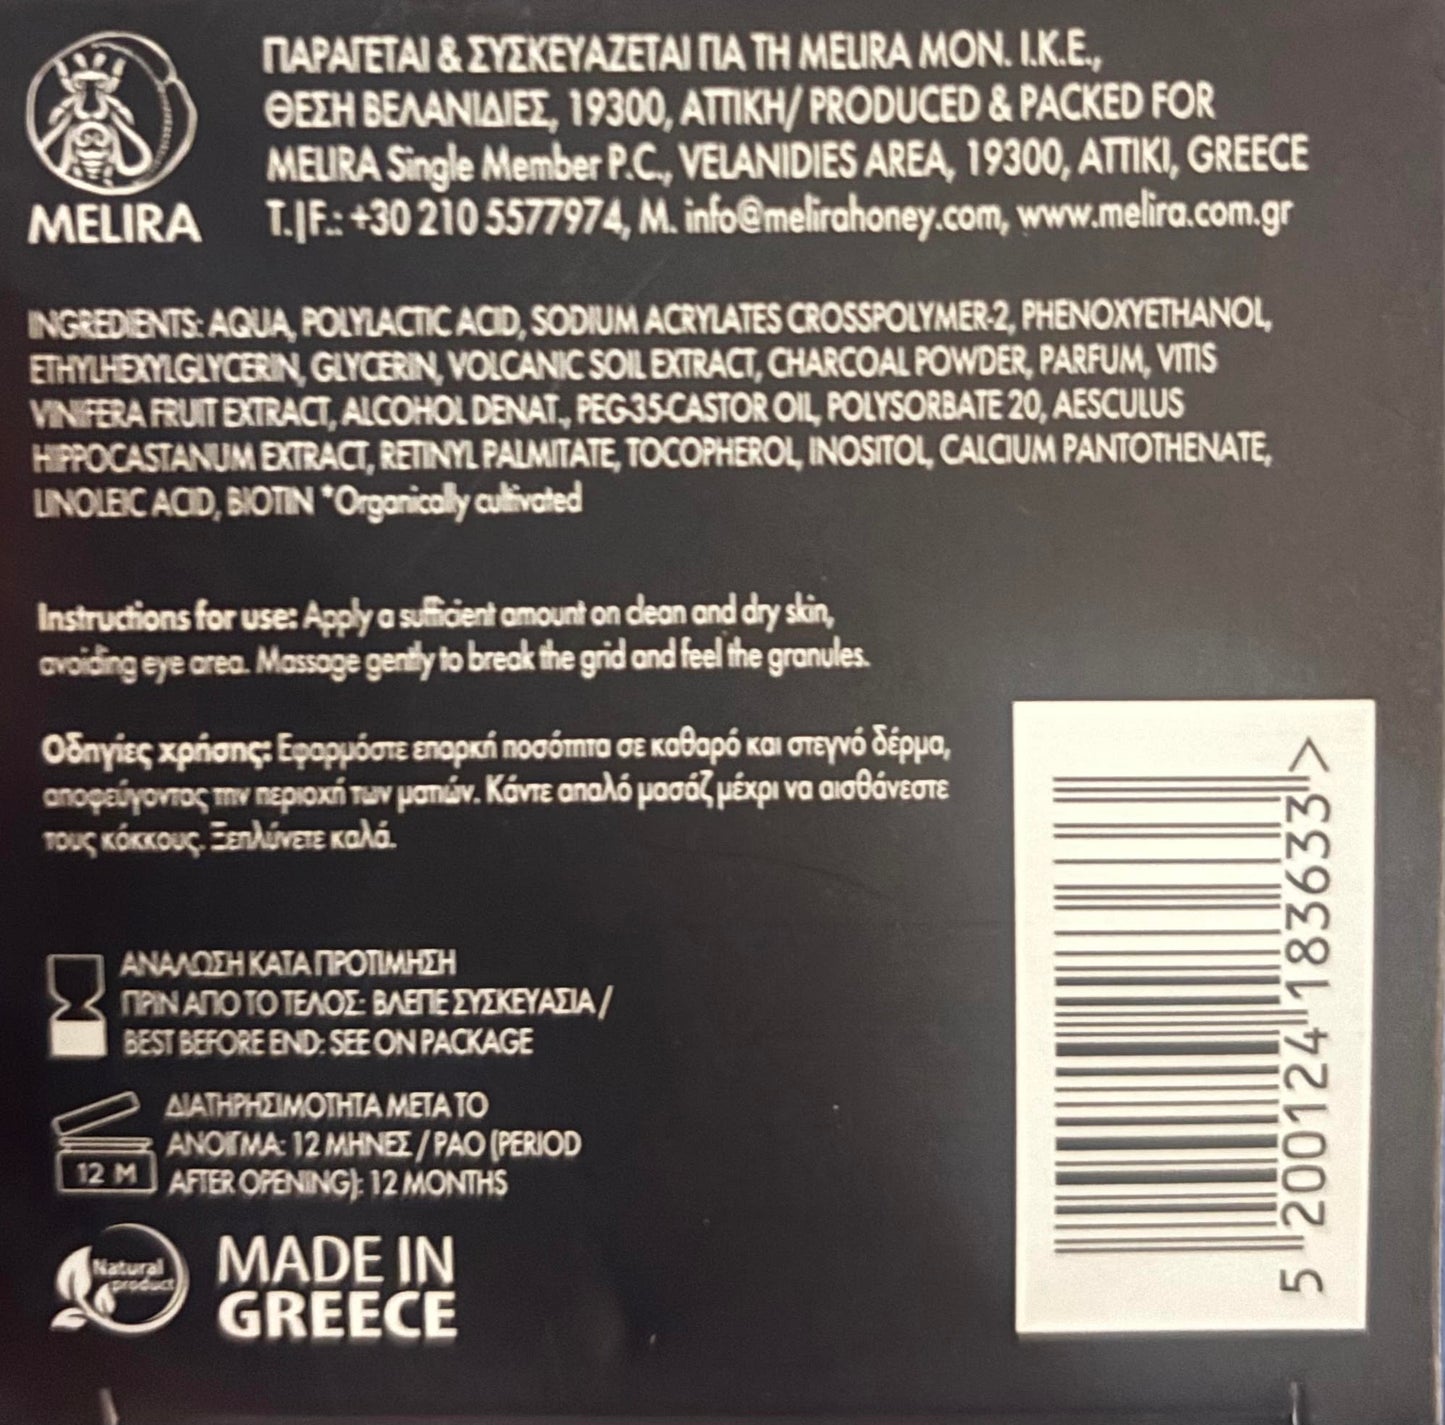 ΠΑΡΑΓΕΤΑΙ & ΣΥΣΚΕΥΑΖΕΤΑΙ ΓΙΑ ΤΗ MELIRA ΜΟΝ. Ι.Κ.Ε.,
ΘΕΣΗ ΒΕΛΑΝΙΔΙΕΣ, 19300, ΑΤΤΙΚΗ/ PRODUCED & PACKED FOR
MELIRA Single Member P.C., VELANIDIES AREA, 19300, ATTIKI, GREECE
T.|F.: +30 210 5577974, M. info@melirahoney.com, www.melira.com.gr
MELIRA
INGREDIENTS: AQUA, POLYLACTIC ACID, SODIUM ACRYLATES CROSSPOLYMER-2, PHENOXYETHANOL,
ETHYLHEXYLGLYCERIN, GLYCERIN, VOLCANIC SOIL EXTRACT, CHARCOAL POWDER, PARFUM, VITIS
VINIFERA FRUIT EXTRACT, ALCOHOL DENAT., PEG-35-CASTOR OIL, POLYSORBATE 20, AESCULUS
HIPPOCASTANUM EXTRACT, RETINYL PALMITATE, TOCOPHEROL, INOSITOL, CALCIUM PANTOTHENATE,
LINOLEIC ACID, BIOTIN *Organically cultivated
Instructions for use: Apply a sufficient amount on clean and dry skin,
avoiding eye area. Massage gently to break the grid and feel the granules.
Οδηγίες χρήσης: Εφαρμόστε επαρκή ποσότητα σε καθαρό και στεγνό δέρμα,
αποφεύγοντας την περιοχή των ματιών. Κάντε απαλό μασάζ μέχρι να αισθάνεστε
τους κόκκους. Ξεπλύνετε καλά.
ΑΝΑΛΩΣΗ ΚΑΤΑ ΠΡΟΤΙΜΗΣΗ
ΠΡΙΝ ΑΠΟ ΤΟ ΤΕΛΟΣ: ΒΛΕΠΕ ΣΥΣΚΕΥΑΣΙΑ /
BEST BEFORE END: SEE ON PACKAGE
ΔΙΑΤΗΡΗΣΙΜΟΤΗΤΑ ΜΕΤΑ ΤΟ
ΑΝΟΙΓΜΑ: 12 ΜΗΝΕΣ / PAO (PERIOD
AFTER OPENING): 12 MONTHS
12 M
Natural
product
MADE IN
GREECE
5 200124 183633 >